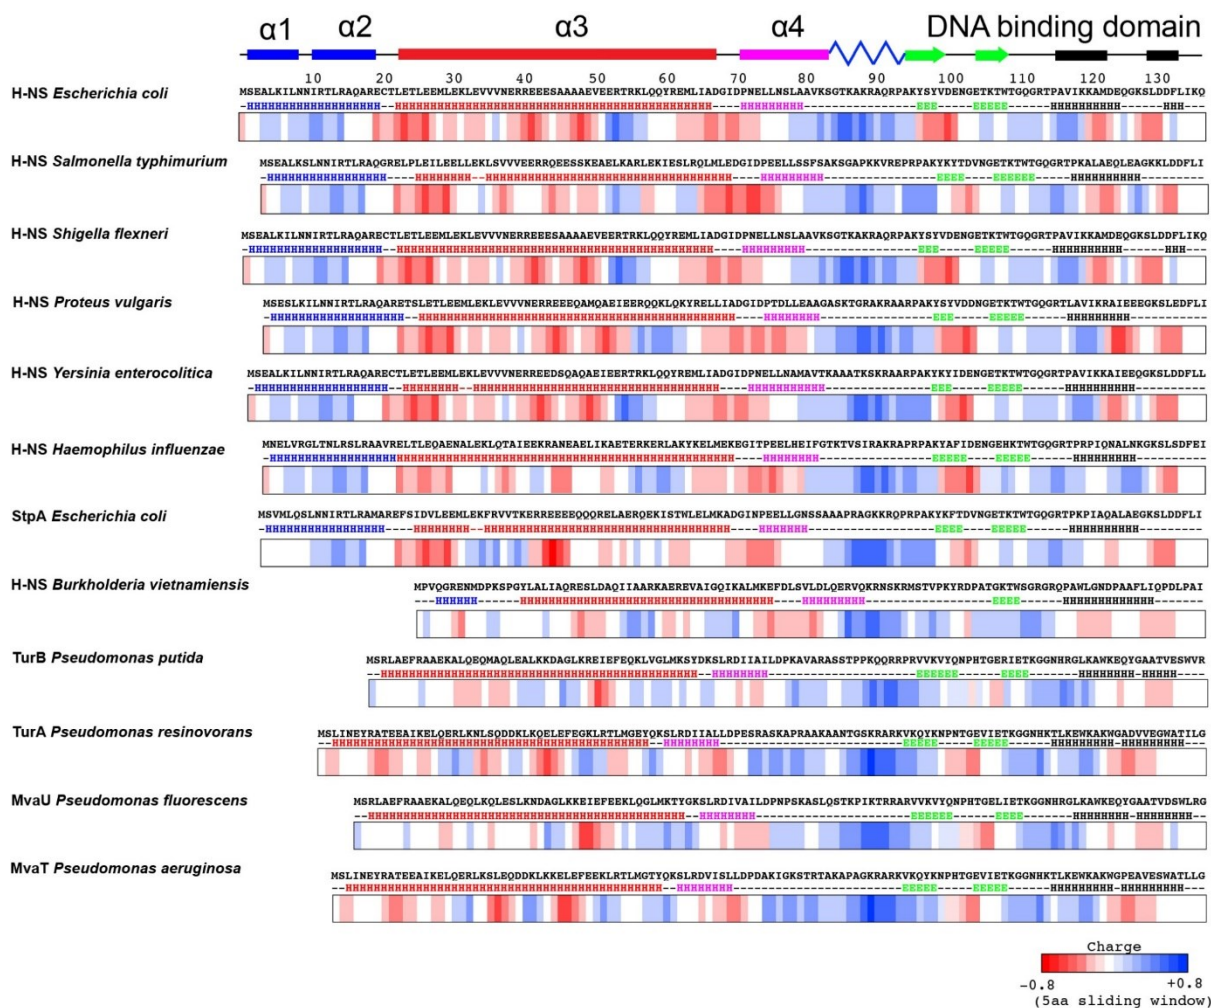 α1 α2 α3 α4 DNA binding domain
10 20 30 40 50 60 70 80 90 100 110 120 130
H-NS Escherichia coli
MSEALKILNNIRTLRAQARECTLETLEEMLEKLEVVVNERREEESAAAAEVEERTRKLQQYREMLIADGIDPNELLNSLAAVKSGTKAKRAQRPAKYSYVDENGETKTWTGQGRTPAVIKKAMDEQGKSLDDFLIKQ
H-NS Salmonella typhimurium
MSEALKSLNNIRTLRAQGRELPLEILEELLEKLSVVVEERRQEESSKEAELKARLEKIESLRQLMLEDGIDPEELLSSFSAKSGAPKKVREPRPAKYKYTDVNGETKTWTGQGRTPKALAEQLEAGKKLDDFLI
H-NS Shigella flexneri
MSEALKILNNIRTLRAQARECTLETLEEMLEKLEVVVNERREEESAAAAEVEERTRKLQQYREMLIADGIDPNELLNSLAAVKSGTKAKRAQRPAKYSYVDENGETKTWTGQGRTPAVIKKAMDEQGKSLDDFLIKQ
H-NS Proteus vulgaris
MSESLKILNNIRTLRAQARETSLETLEEMLEKLEVVVNERREEEQAMQAEIEERQQKLQKYRELLIADGIDPTDLLEAAGASKTGRAKRAARPAKYSYVDDNGETKTWTGQGRTLAVIKRAIEEEGKSLEDFLI
H-NS Yersinia enterocolitica
MSEALKILNNIRTLRAQARECTLETLEEMLEKLEVVVNERREEDSQAQAEIEERTRKLQQYREMLIADGIDPNELLNAMAVTKAAATKSKRAARPAKYKYIDENGETKTWTGQGRTPAVIKKAIEEQGKSLDDFLL
H-NS Haemophilus influenzae
MNELVRGLTNLRSLRAAVRELTLEQAENALEKLQTAIEEKRANEAELIKAETERKERLAKYKELMEKEGITPEELHEIFGTKTVSIRAKRAPRPAKYAFIDENGEHKTWTGQGRTPRPIQNALNKGKSLSDFEI
StpA Escherichia coli
MSVMLQSLNNIRTLRAMAREFSIDVLEEMLEKFRVVTKERREEEEQQQRELAERQEKISTWLELMKADGINPEELLGNSSAAAPRAGKKRQPRPAKYKFTDVNGETKTWTGQGRTPKPIAQALAEGKSLDDFLI
H-NS Burkholderia vietnamiensis
MPVQGRENMDPKSPGYLALIAQRESLDAQIIAARKAEREVAIGQIKALMKEFDLSVLDLQERVQKRNSKRMSTVPKYRDPATGKTWSGRGRQPAWLGNDPAAFLIQPDLPAI
TurB Pseudomonas putida
MSRLAEFRAAEKALQEQMAQLEALKKDAGLKREIEFEQKLVGLMKSYDKSLRDIIAILDPKAVARASSTPPKQQRRPRVVKVYQNPHTGERIETKGGNHRGLKAWKEQYGAATVESWVR
TurA Pseudomonas resinovorans
MSLINEYRATEEAIKELQERLKNLSQDDKLKQELEFEGKLRTLMGEYQKSLRDIIALLDPESRASKAPRAAKAANTGSKRARKVKQYKNPNTGEVIETKGGNHKTLKEWKAKWGADVVEGWATILG
MvaU Pseudomonas fluorescens
MSRLAEFRAAEKALQEQLKQLESLKNDAGLKKEIEFEEKLQGLMKTYGKSLRDIVAILDPNPSKASLQSTKPIKTRRARVVKVYQNPHTGELIETKGGNHRGLKAWKEQYGAATVDSWLRG
MvaT Pseudomonas aeruginosa
MSLINEYRATEEAIKELQERLKSLEQDDKLKKELEFEEKLRTLMGTYQKSLRDVISLLDPDAKIGKSTRTAKAPAGKRARKVKQYKNPHTGEVIETKGGNHKTLKEWKAKWGPEAVESWATLLG
Charge
-0.8 +0.8
(5aa sliding window)